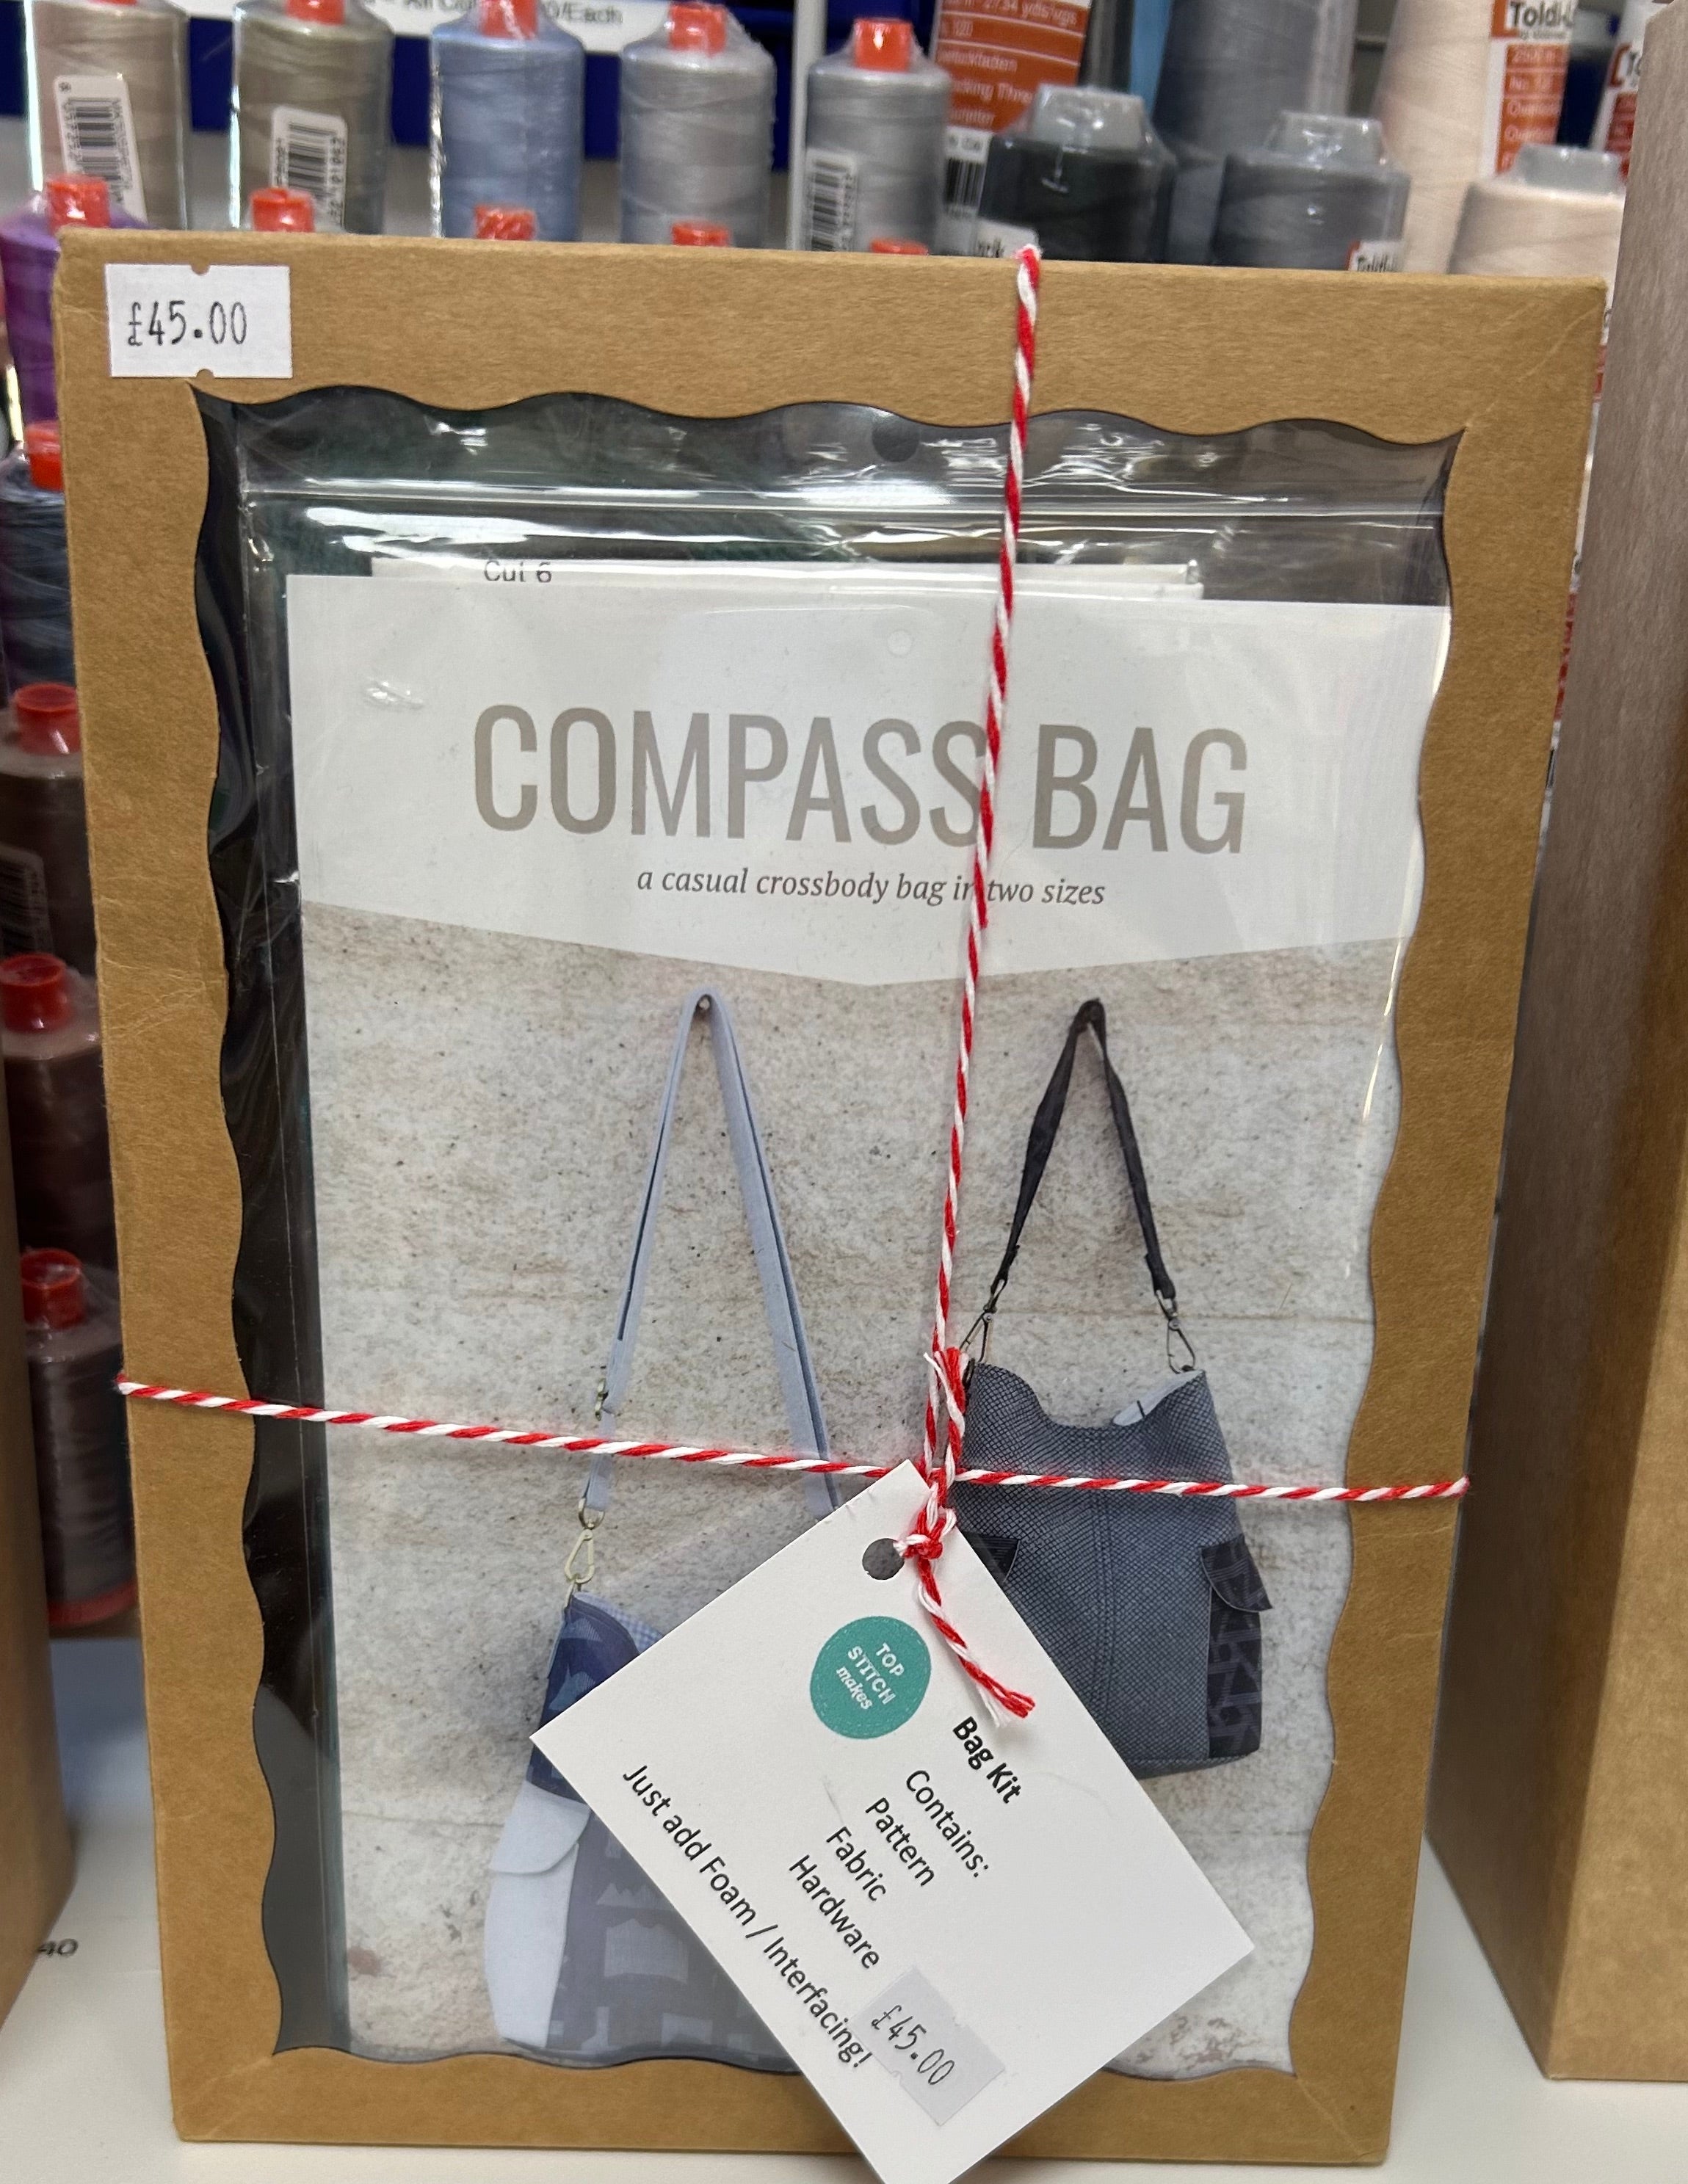 £45.00
Cut 6
COMPASS BAG
a casual crossbody bag in two sizes
TOP
STITCH
makes
Bag Kit
Contains:
Pattern
Fabric
Hardware
Just add Foam / Interfacing!
£45.00